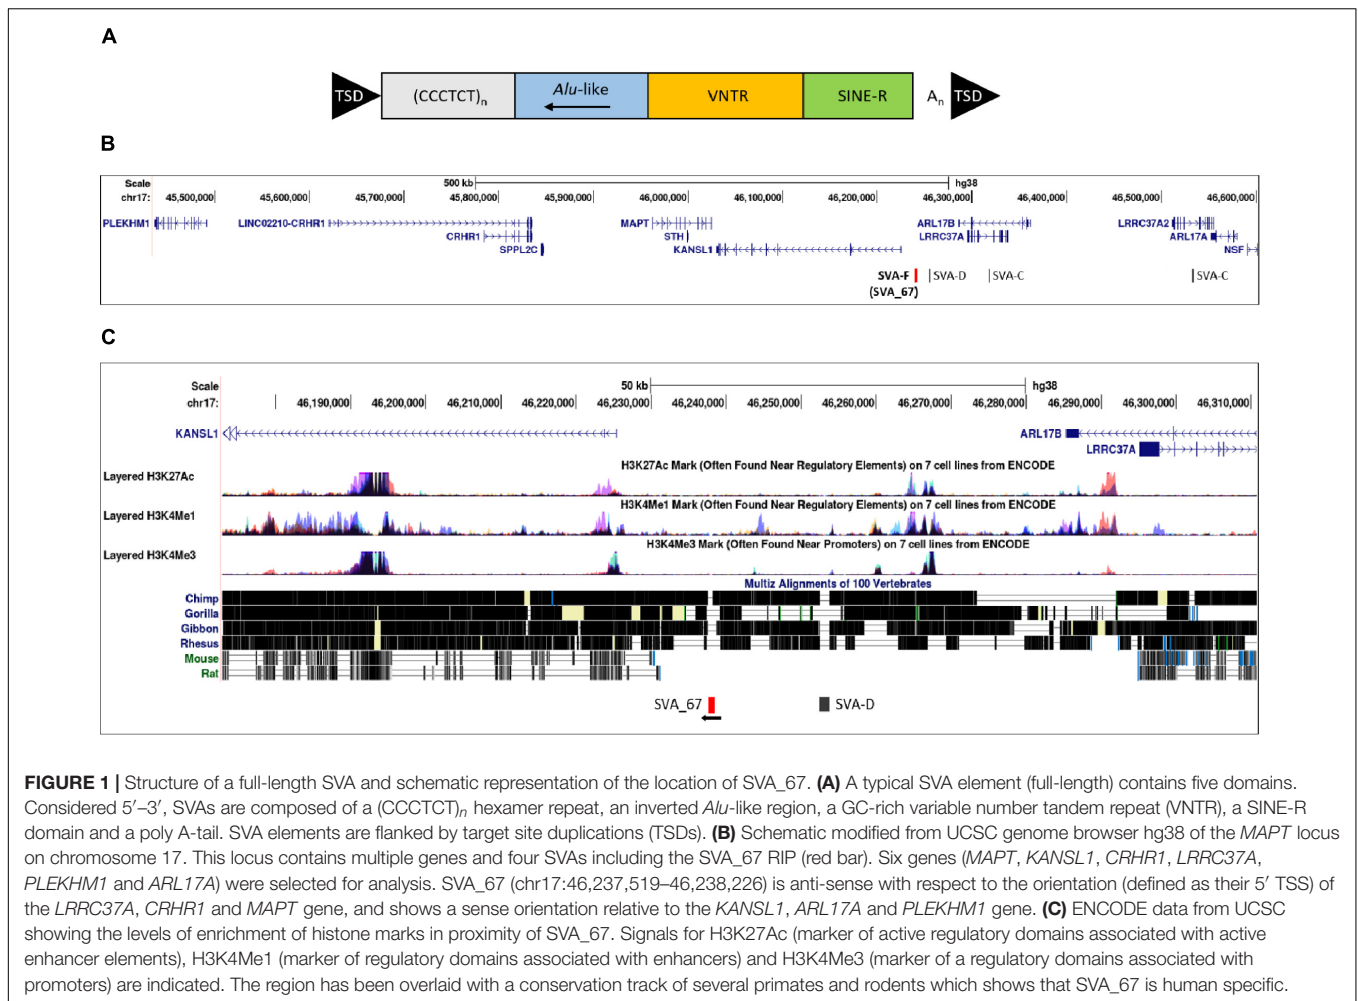 A
TSD (CCCTCT)n Alu-like VNTR SINE-R An TSD
B
Scale 500 kb hg38
chr17: 45,500,000 45,600,000 45,700,000 45,800,000 45,900,000 46,000,000 46,100,000 46,200,000 46,300,000 46,400,000 46,500,000 46,600,000
PLEKHM1 LINC02210-CRHR1 MAPT ARL17B LRRC37A2
CRHR1 STH LRRC37A ARL17A
SPPL2C KANSL1 NSF
SVA-F SVA-D SVA-C SVA-C
(SVA_67)
C
Scale 50 kb hg38
chr17: 46,190,000 46,200,000 46,210,000 46,220,000 46,230,000 46,240,000 46,250,000 46,260,000 46,270,000 46,280,000 46,290,000 46,300,000 46,310,000
KANSL1 ARL17B
LRRC37A
H3K27Ac Mark (Often Found Near Regulatory Elements) on 7 cell lines from ENCODE
Layered H3K27Ac
H3K4Me1 Mark (Often Found Near Regulatory Elements) on 7 cell lines from ENCODE
Layered H3K4Me1
H3K4Me3 Mark (Often Found Near Promoters) on 7 cell lines from ENCODE
Layered H3K4Me3
Multiz Alignments of 100 Vertebrates
Chimp
Gorilla
Gibbon
Rhesus
Mouse
Rat
SVA_67 SVA-D
FIGURE 1 | Structure of a full-length SVA and schematic representation of the location of SVA_67. (A) A typical SVA element (full-length) contains five domains.
Considered 5′–3′, SVAs are composed of a (CCCTCT)n hexamer repeat, an inverted Alu-like region, a GC-rich variable number tandem repeat (VNTR), a SINE-R
domain and a poly A-tail. SVA elements are flanked by target site duplications (TSDs). (B) Schematic modified from UCSC genome browser hg38 of the MAPT locus
on chromosome 17. This locus contains multiple genes and four SVAs including the SVA_67 RIP (red bar). Six genes (MAPT, KANSL1, CRHR1, LRRC37A,
PLEKHM1 and ARL17A) were selected for analysis. SVA_67 (chr17:46,237,519–46,238,226) is anti-sense with respect to the orientation (defined as their 5′ TSS) of
the LRRC37A, CRHR1 and MAPT gene, and shows a sense orientation relative to the KANSL1, ARL17A and PLEKHM1 gene. (C) ENCODE data from UCSC
showing the levels of enrichment of histone marks in proximity of SVA_67. Signals for H3K27Ac (marker of active regulatory domains associated with active
enhancer elements), H3K4Me1 (marker of regulatory domains associated with enhancers) and H3K4Me3 (marker of a regulatory domains associated with
promoters) are indicated. The region has been overlaid with a conservation track of several primates and rodents which shows that SVA_67 is human specific.